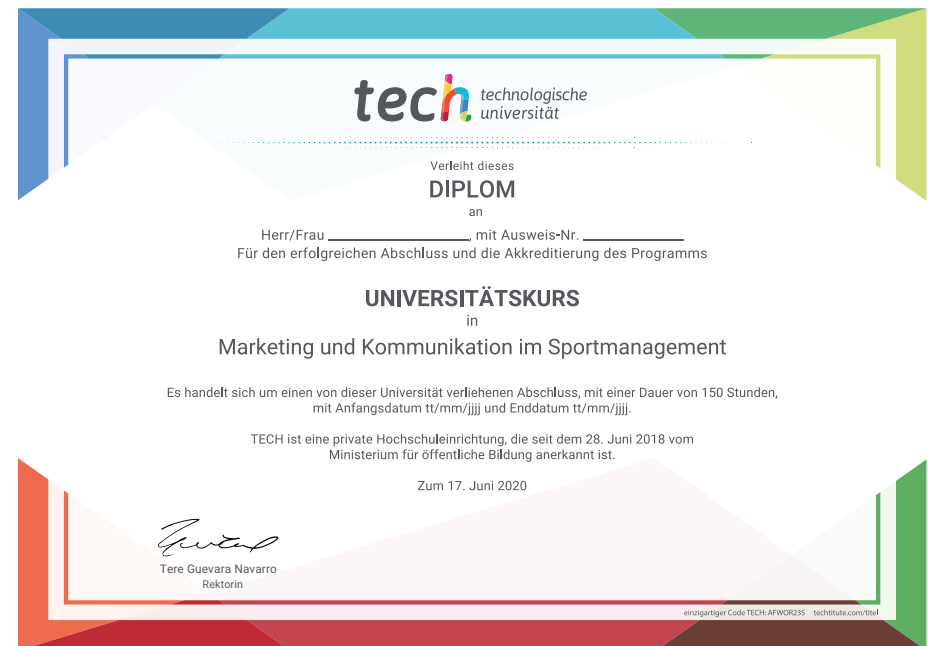 tech technologische
universität
Verleiht dieses
DIPLOM
an
Herr/Frau ____________________, mit Ausweis-Nr. ______________
Für den erfolgreichen Abschluss und die Akkreditierung des Programms
UNIVERSITÄTSKURS
in
Marketing und Kommunikation im Sportmanagement
Es handelt sich um einen von dieser Universität verliehenen Abschluss, mit einer Dauer von 150 Stunden,
mit Anfangsdatum tt/mm/jjjj und Enddatum tt/mm/jjjj.
TECH ist eine private Hochschuleinrichtung, die seit dem 28. Juni 2018 vom
Ministerium für öffentliche Bildung anerkannt ist.
Zum 17. Juni 2020
Tere Guevara Navarro
Rektorin
einzigartiger Code TECH: AFWOR23S techtitute.com/titel